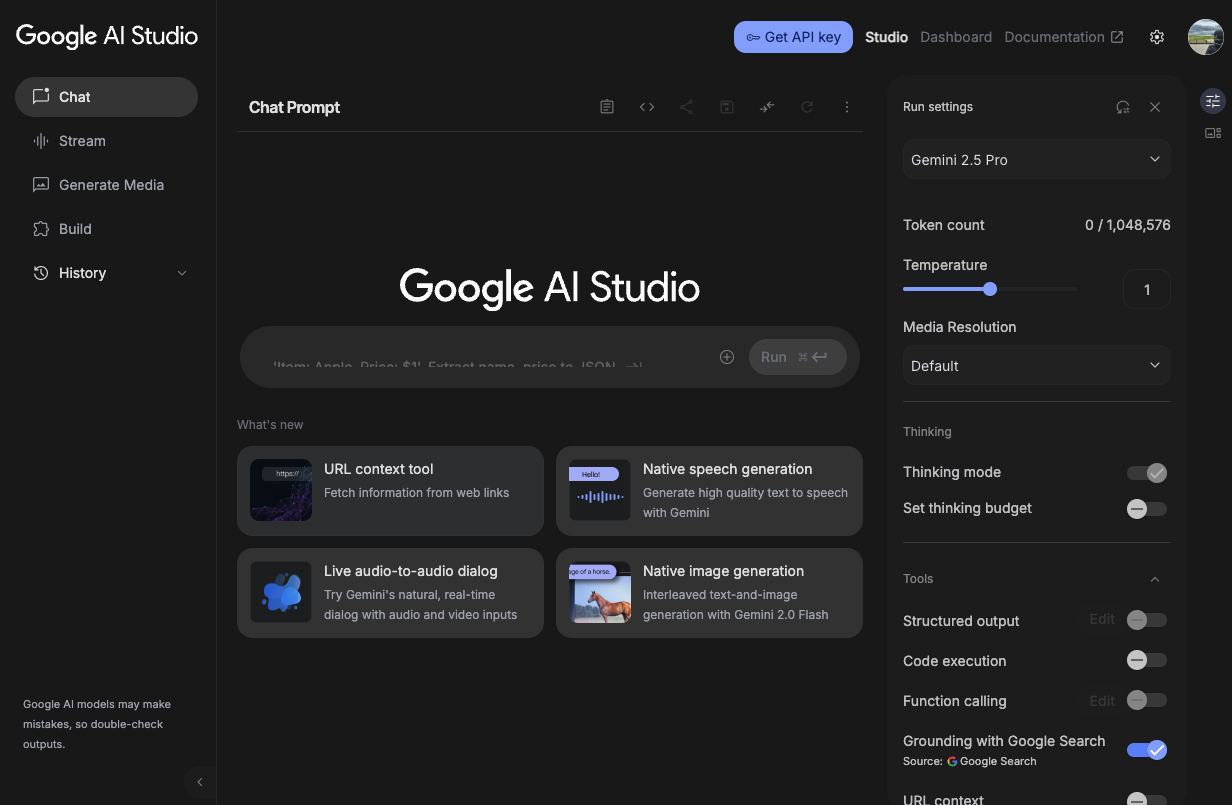 Google AI Studio
Get API key
Studio
Dashboard
Documentation
Chat
Stream
Generate Media
Build
History
Chat Prompt
Google AI Studio
'Item: Apple, Price: $1'. Extract name, price to JSON.
Run ⌘
What's new
URL context tool
Fetch information from web links
https://
Native speech generation
Generate high quality text to speech
with Gemini
Hello!
Live audio-to-audio dialog
Try Gemini's natural, real-time
dialog with audio and video inputs
Native image generation
Interleaved text-and-image
generation with Gemini 2.0 Flash
ge of a horse.
Run settings
Gemini 2.5 Pro
Token count
0 / 1,048,576
Temperature
1
Media Resolution
Default
Thinking
Thinking mode
Set thinking budget
Tools
Structured output
Edit
Code execution
Function calling
Edit
Grounding with Google Search
Source: Google Search
URL context
Google AI models may make
mistakes, so double-check
outputs.